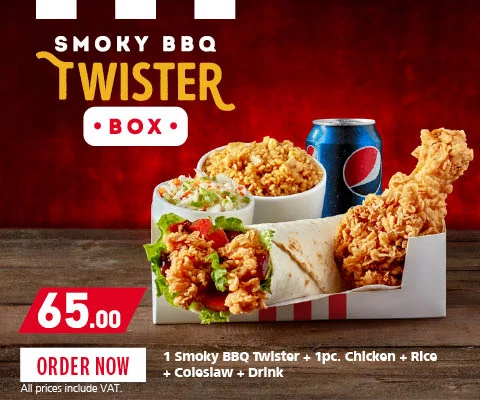 SMOKY BBQ
TWISTER
• BOX •
65.00
ORDER NOW
1 Smoky BBQ Twister + 1pc. Chicken + Rice
+ Coleslaw + Drink
All prices include VAT.